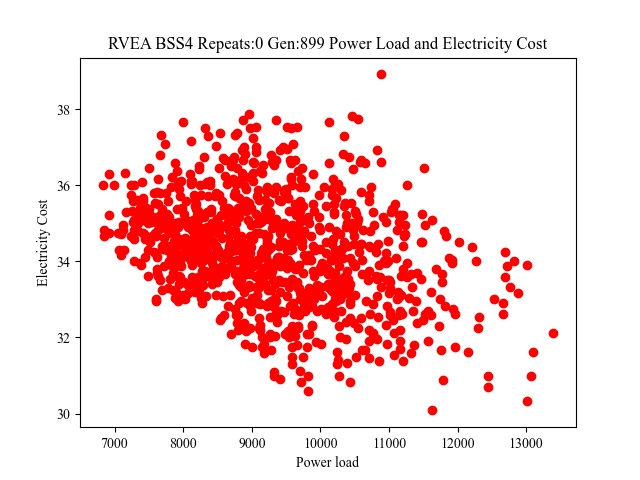 RVEA BSS4 Repeats:0 Gen:899 Power Load and Electricity Cost
38
36
34
32
30
Electricity Cost
7000 8000 9000 10000 11000 12000 13000
Power load